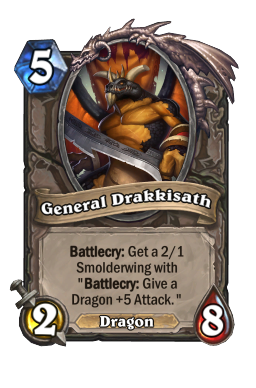 5
General Drakkisath
Battlecry: Get a 2/1
Smolderwing with
"Battlecry: Give a
Dragon +5 Attack."
2
Dragon
8